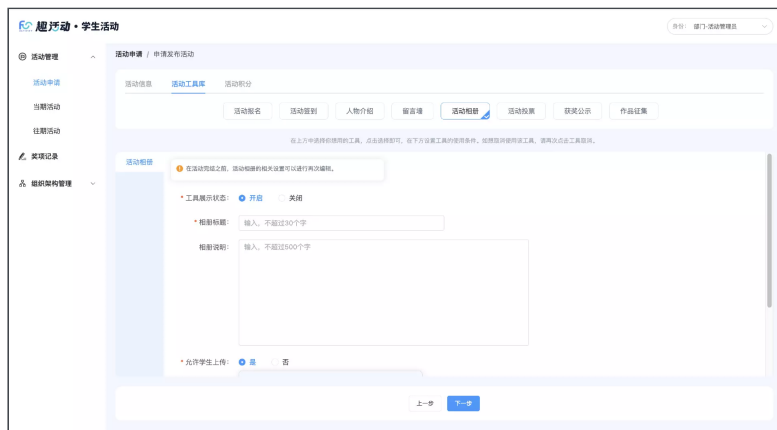 趣活动·学生活动
身份: 部门-活动管理员
活动管理
活动申请
当期活动
往期活动
奖项记录
组织架构管理
活动申请 / 申请发布活动
活动信息 活动工具库 活动积分
活动报名 活动签到 人物介绍 留言墙 活动相册 活动投票 获奖公示 作品征集
在上方中选择你想用的工具，点击选择即可，在下方设置工具的使用条件。如想取消使用该工具，请再次点击工具取消。
活动相册
在活动完结之前，活动相册的相关设置可以进行再次编辑。
* 工具展示状态: 开启 关闭
* 相册标题: 输入，不超过30个字
相册说明: 输入，不超过500个字
* 允许学生上传: 是 否
上一步 下一步